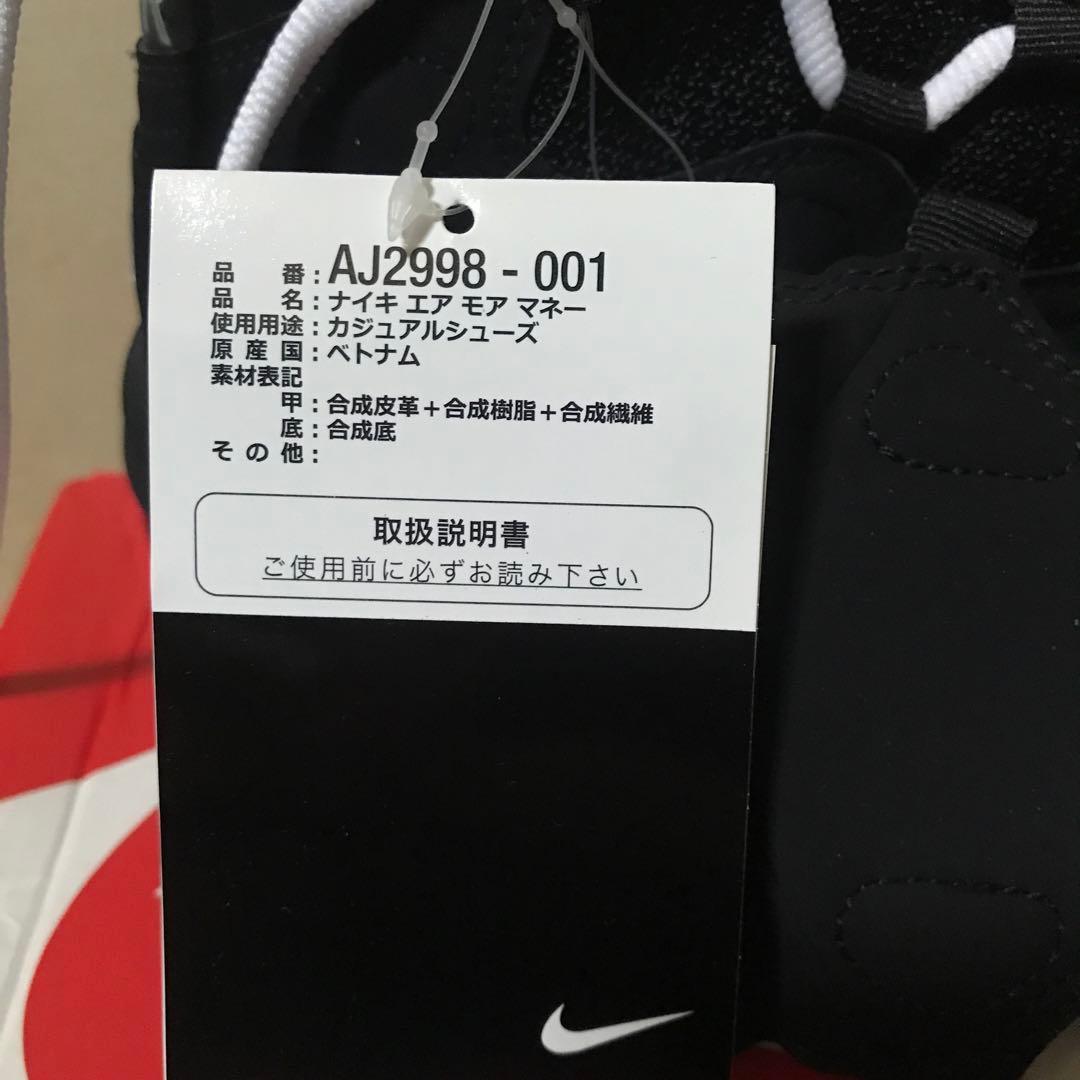 品番:AJ2998-001
品名:ナイキ エア モア マネー
使用用途:カジュアルシューズ
原産国:ベトナム
素材表記
甲:合成皮革+合成樹脂+合成繊維
底:合成底
その他:
取扱説明書
ご使用前に必ずお読み下さい